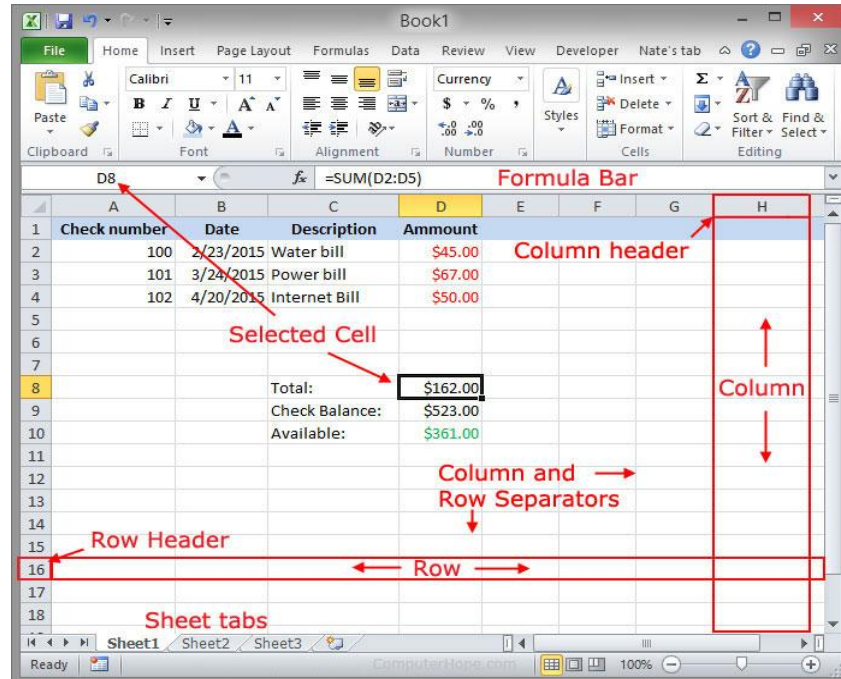 Book1
File Home Insert Page Layout Formulas Data Review View Developer Nate's tab
Calibri 11 Currency Insert Σ
B I U A A $ % , Delete
Paste Styles Format Sort & Find &
Filter Select
Clipboard Font Alignment Number Cells Editing
D8 fx =SUM(D2:D5) Formula Bar
A B C D E F G H
1 Check number Date Description Ammount
2 100 2/23/2015 Water bill $45.00 Column header
3 101 3/24/2015 Power bill $67.00
4 102 4/20/2015 Internet Bill $50.00
5
6 Selected Cell
7
8 Total: $162.00 Column
9 Check Balance: $523.00
10 Available: $361.00
11
12 Column and
13 Row Separators
14
15 Row Header
16 Row
17
18 Sheet tabs
Sheet1 Sheet2 Sheet3
Ready ComputerHope.com 100%